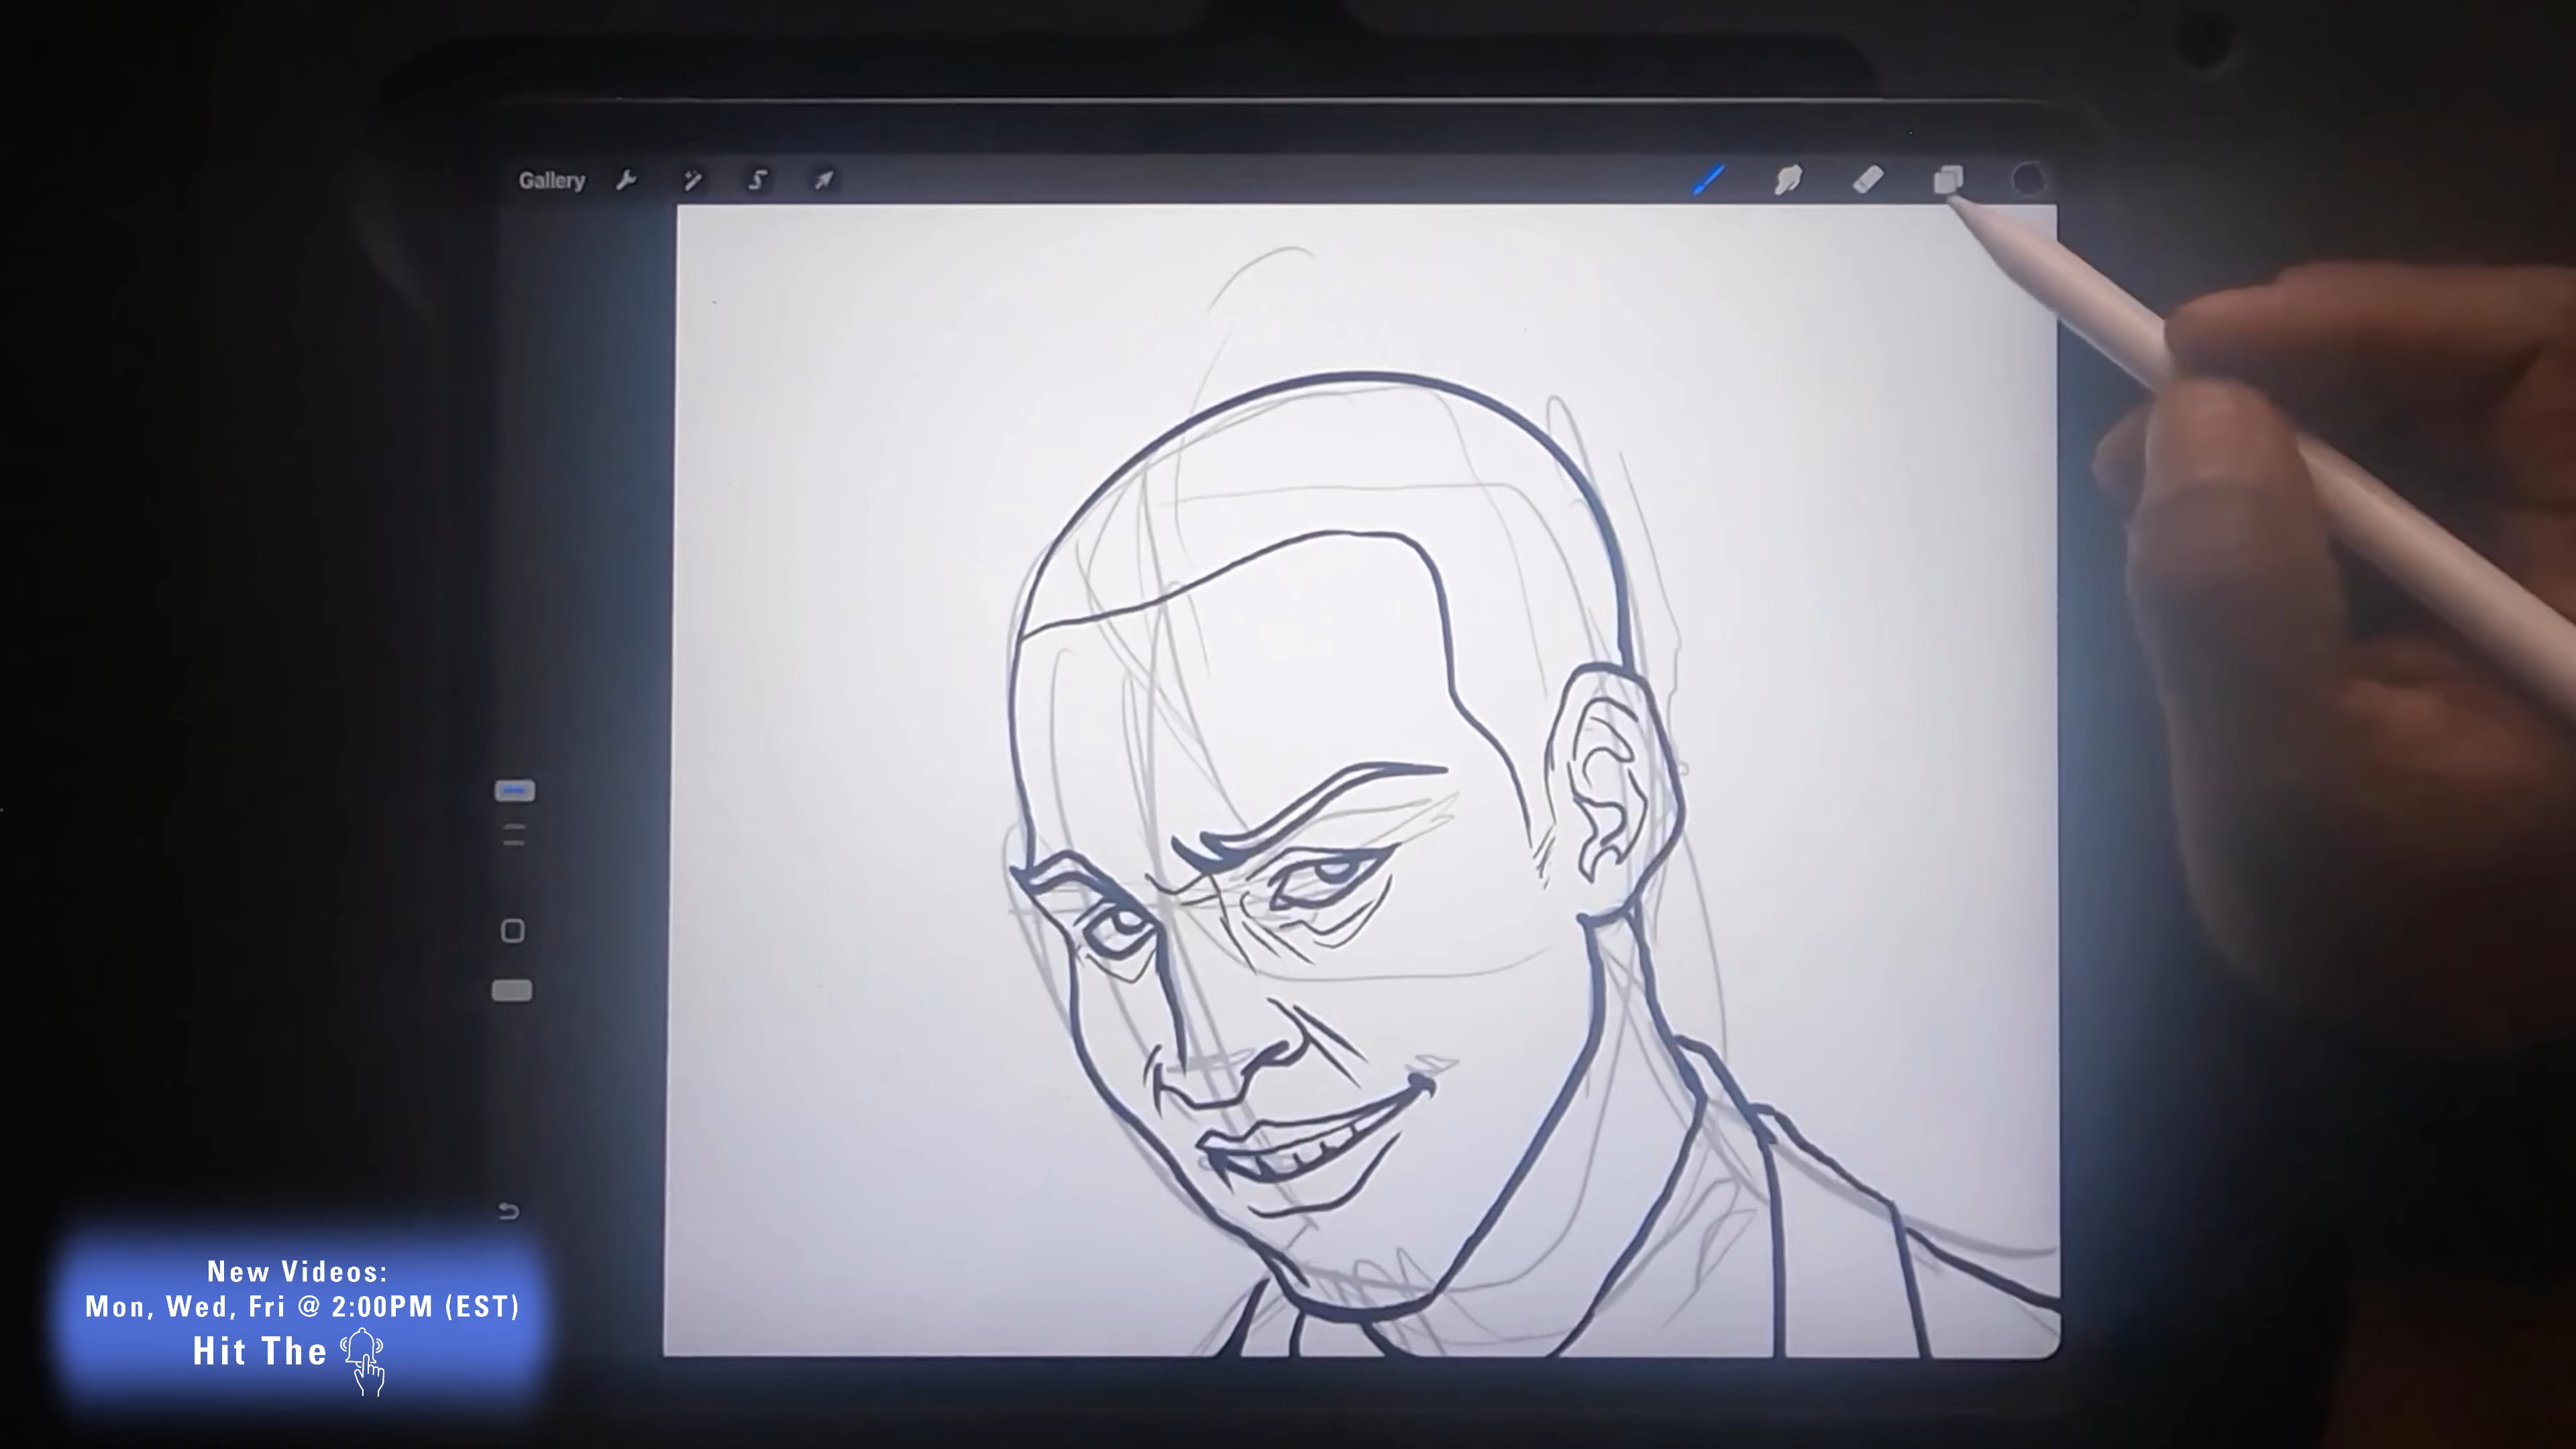 Gallery
New Videos:
Mon, Wed, Fri @ 2:00PM (EST)
Hit The